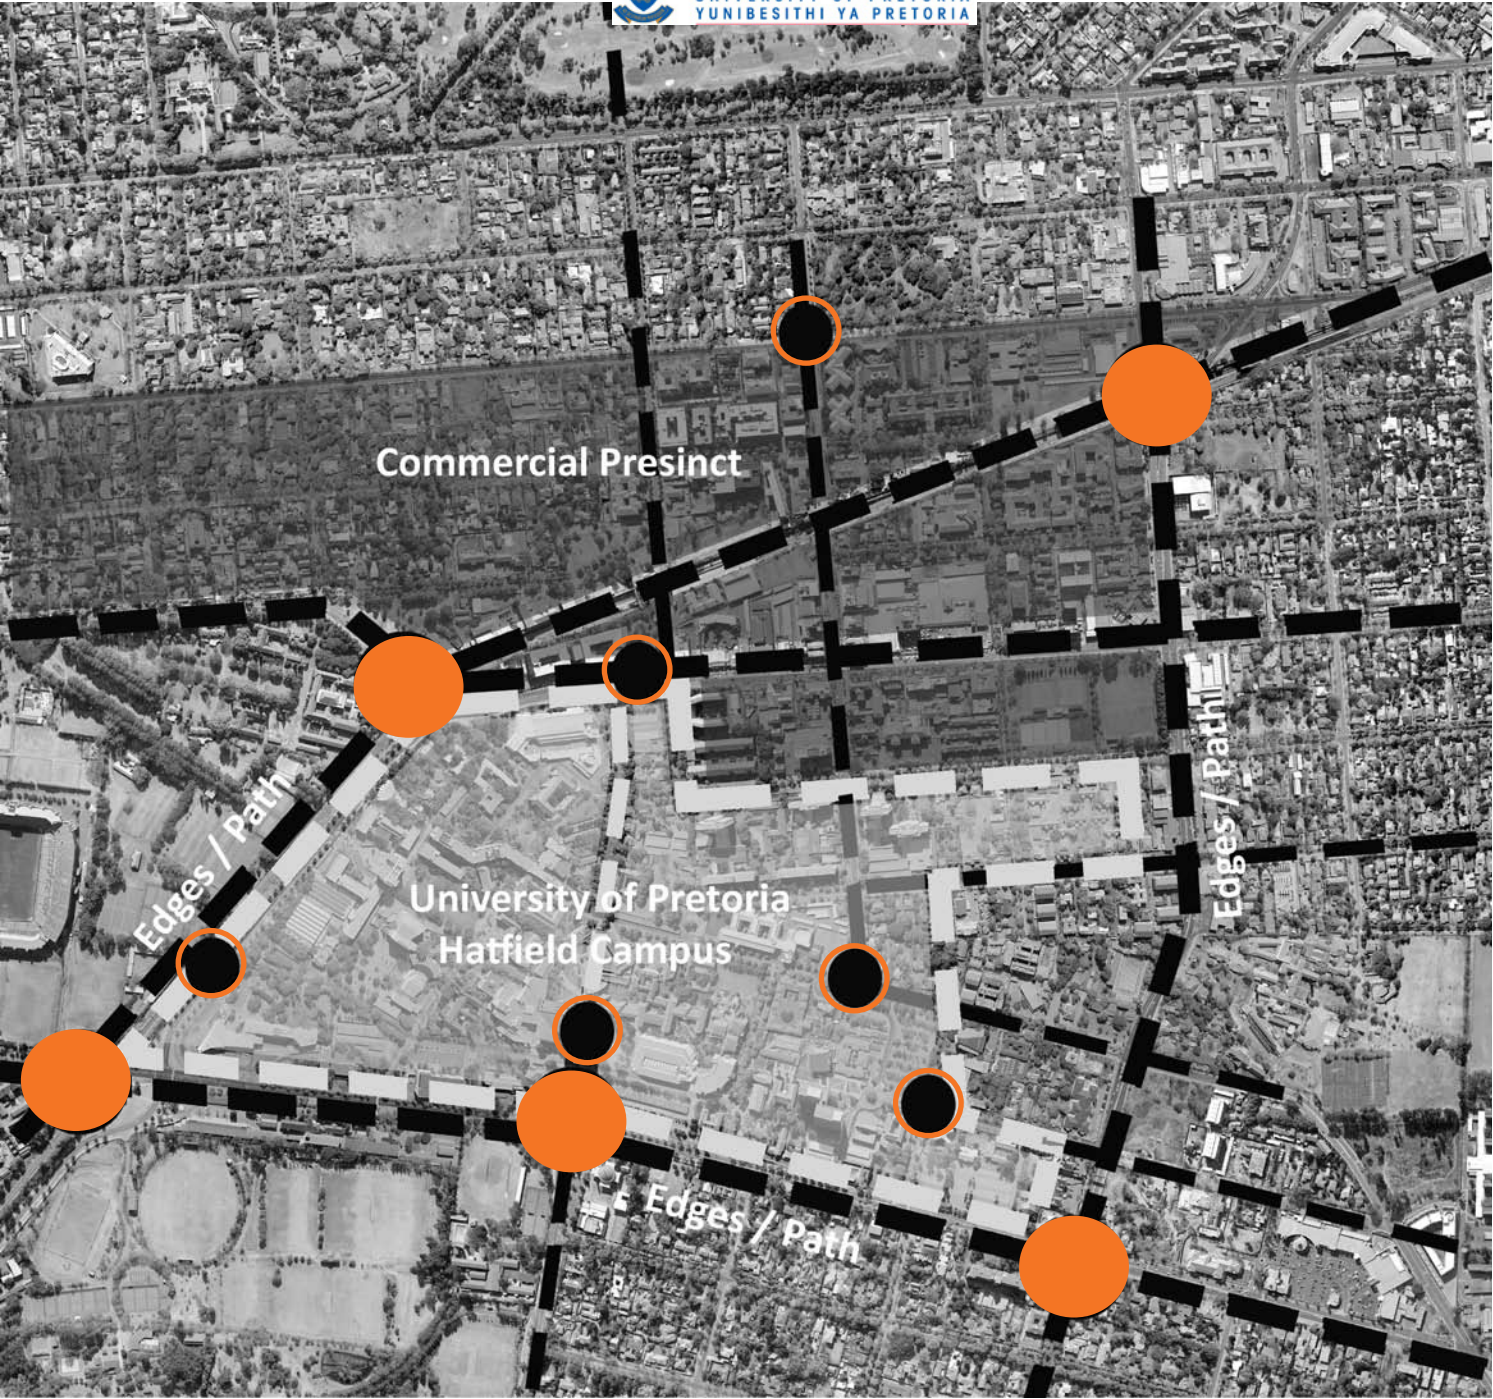 YUNIBESITHI YA PRETORIA
Commercial Presinct
Edges / Path
Edges / Path
University of Pretoria
Hatfield Campus
Edges / Path